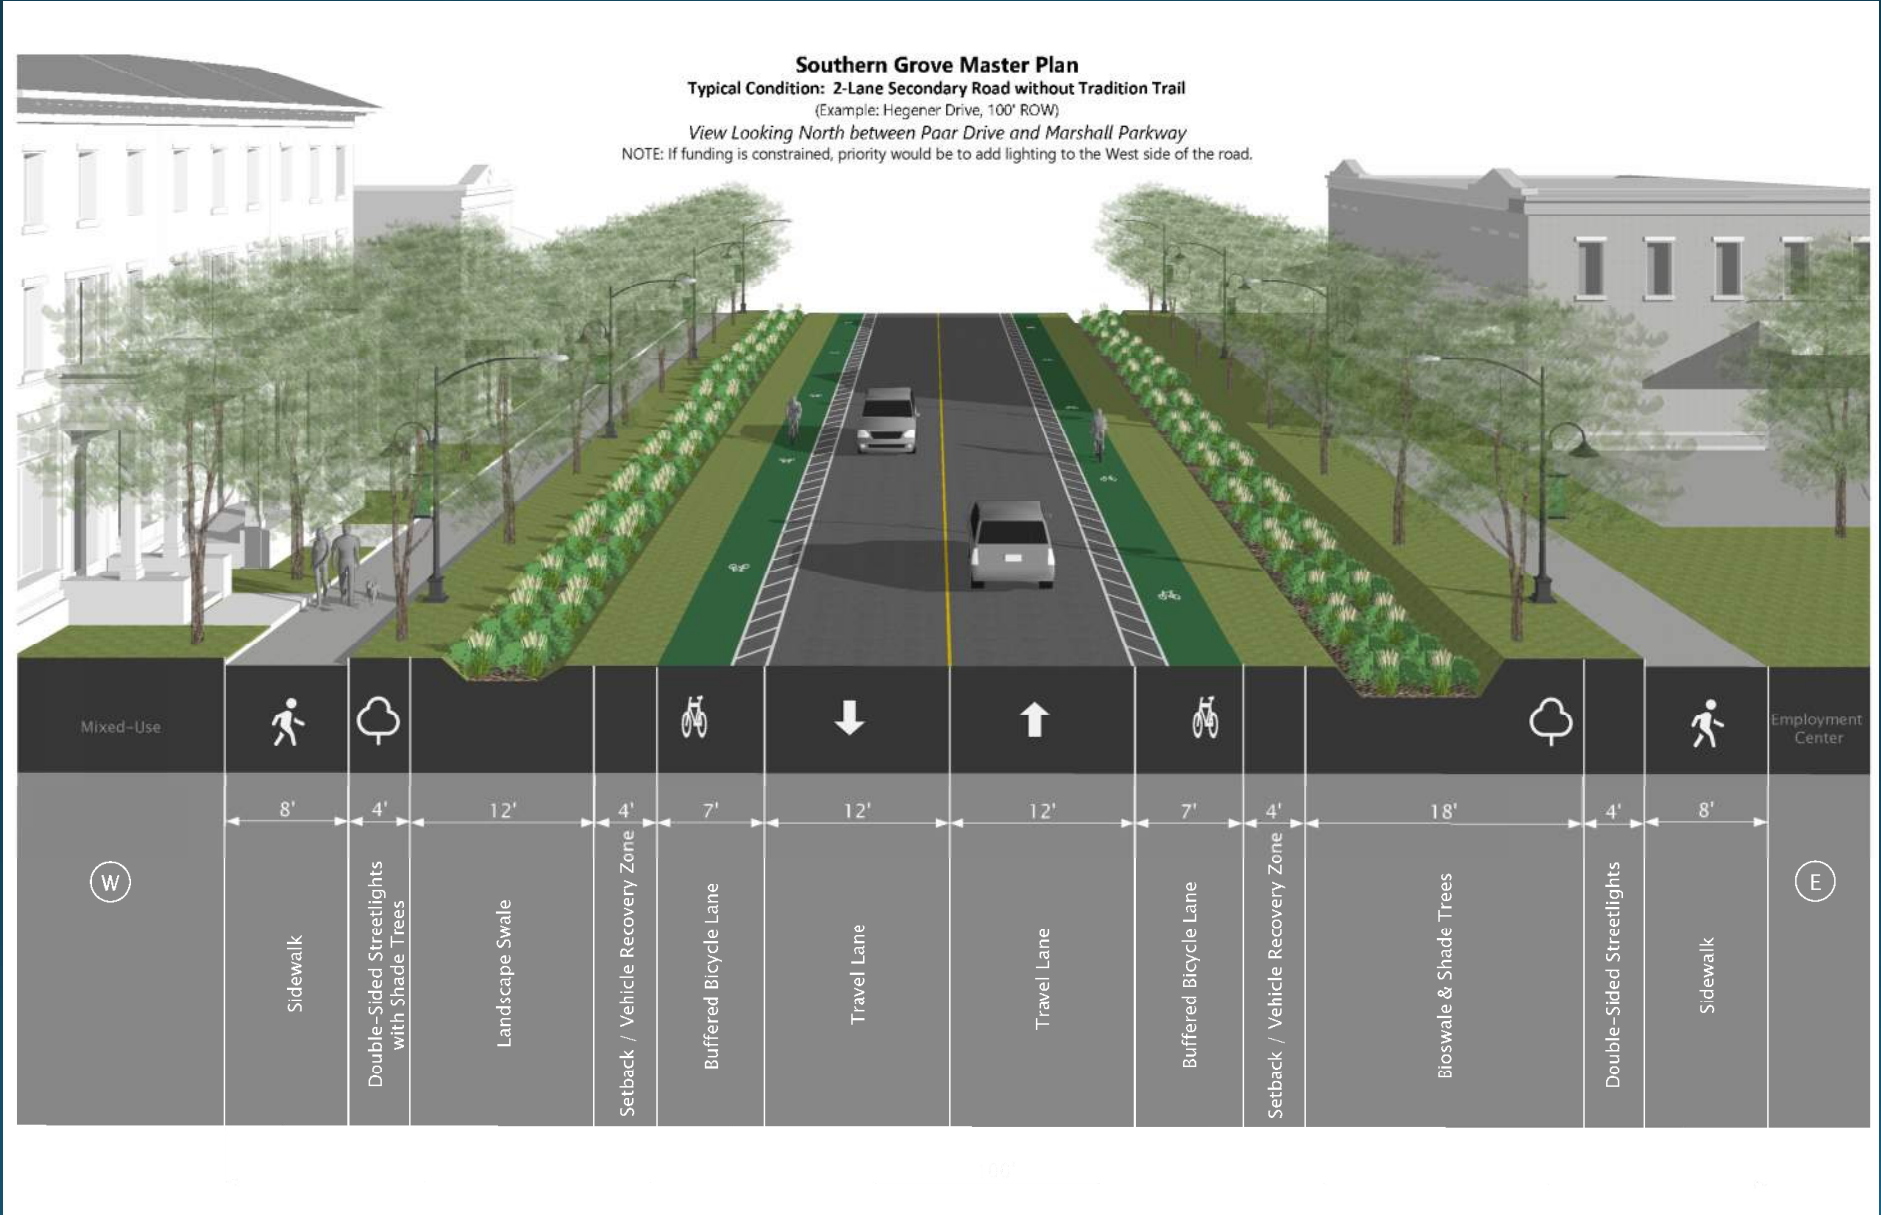 Southern Grove Master Plan
Typical Condition: 2-Lane Secondary Road without Tradition Trail
(Example: Hegener Drive, 100' ROW)
View Looking North between Paar Drive and Marshall Parkway
NOTE: If funding is constrained, priority would be to add lighting to the West side of the road.
Mixed-Use
Employment
Center
8'
4'
12'
4'
7'
12'
12'
7'
4'
18'
4'
8'
W
E
Sidewalk
Double-Sided Streetlights
with Shade Trees
Landscape Swale
Setback / Vehicle Recovery Zone
Buffered Bicycle Lane
Travel Lane
Travel Lane
Buffered Bicycle Lane
Setback / Vehicle Recovery Zone
Bioswale & Shade Trees
Double-Sided Streetlights
Sidewalk